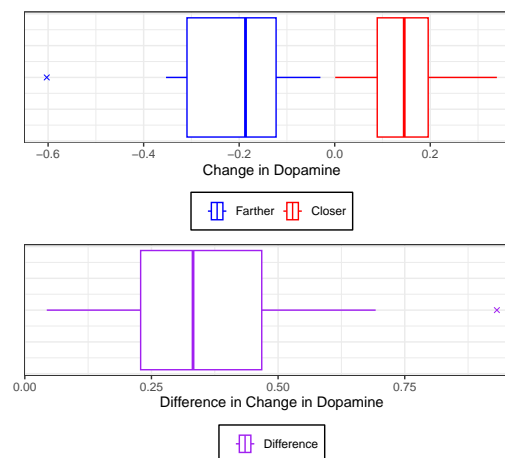 −0.6 −0.4 −0.2 0.0 0.2
Change in Dopamine
Farther Closer
0.00 0.25 0.50 0.75
Difference in Change in Dopamine
Difference